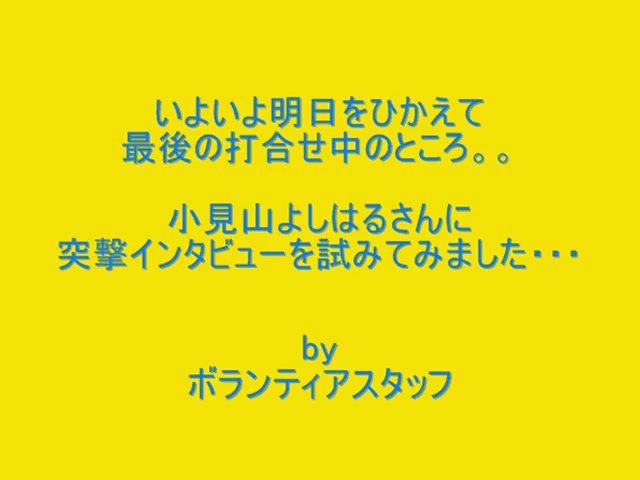 いよいよ明日をひかえて
最後の打合せ中のところ。。
小見山よしはるさんに
突撃インタビューを試みてみました・・・
by
ボランティアスタッフ